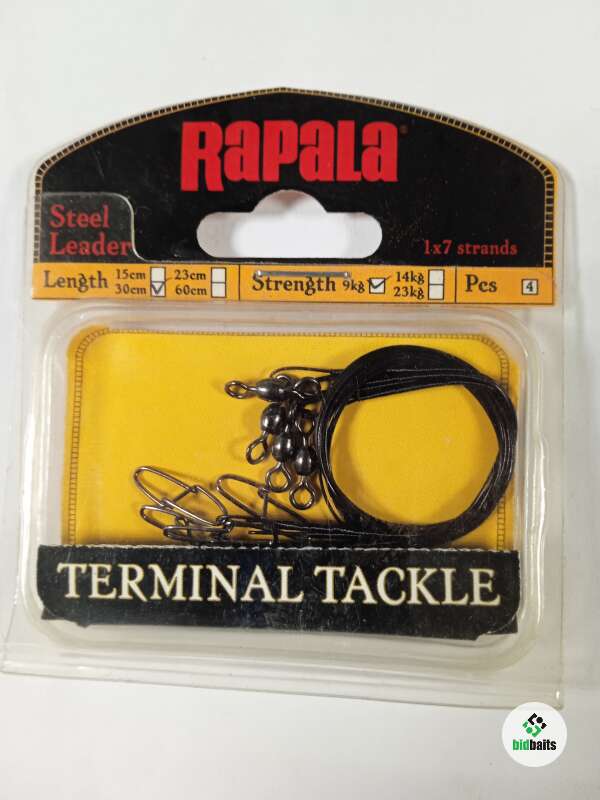 RAPALA
Steel
Leader
1x7 strands
Length 15cm 23cm Strength 9kg 14kg Pcs 4
30cm 60cm 23kg
TERMINAL TACKLE
bidbaits